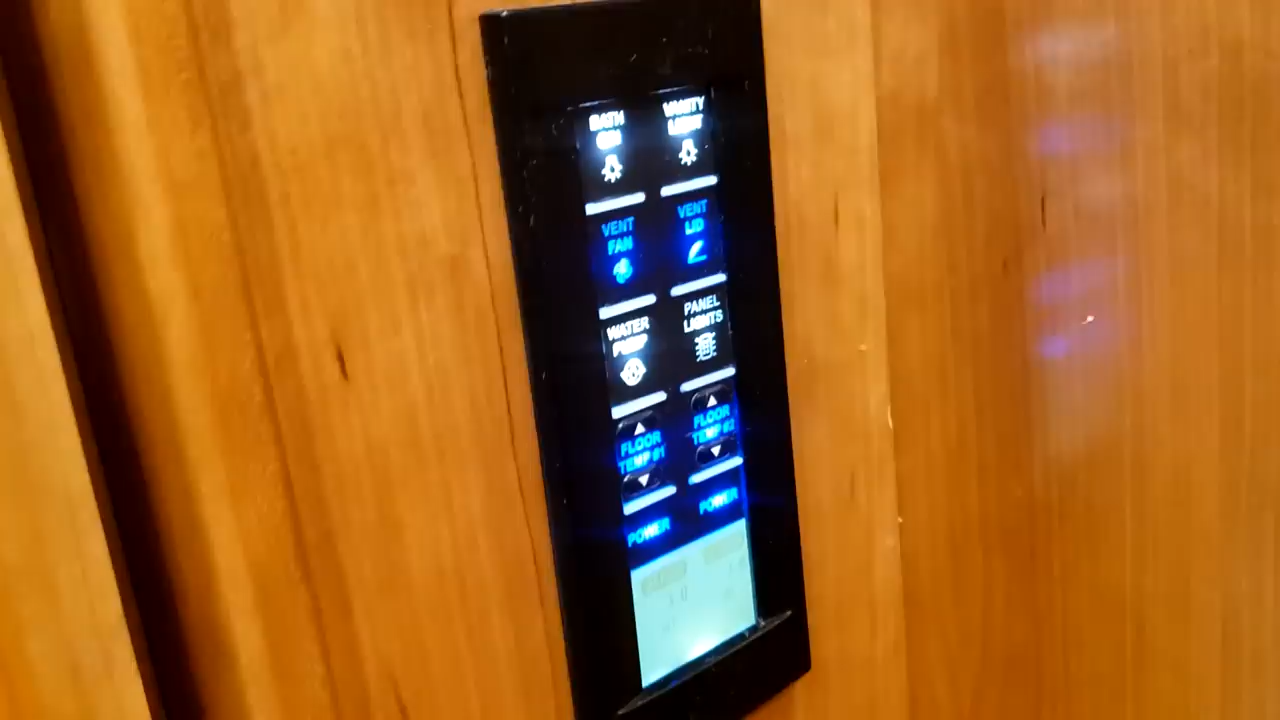 BATH
VANITY
LIGHT
VENT
FAN
VENT
LID
WATER
PUMP
PANEL
LIGHTS
FLOOR
TEMP #1
FLOOR
TEMP #2
POWER
POWER